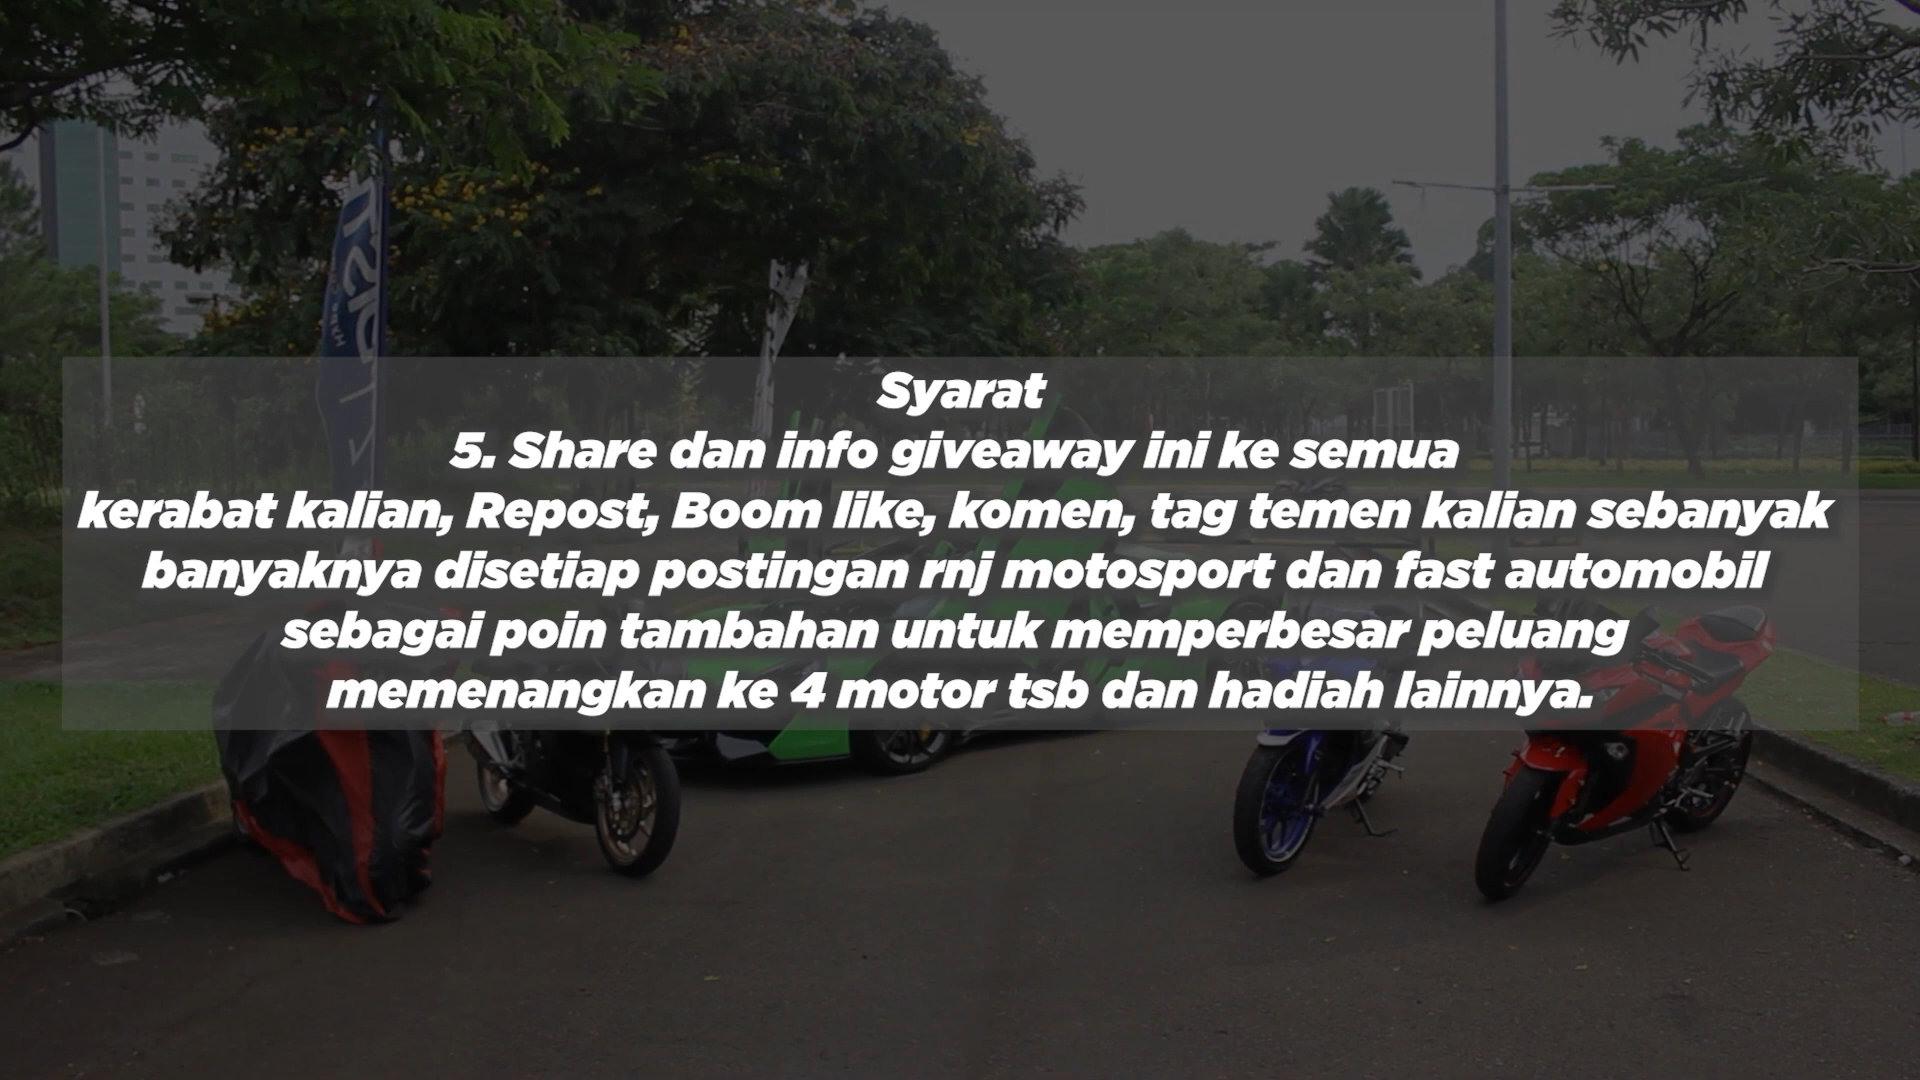 Syarat
5. Share dan info giveaway ini ke semua
kerabat kalian, Repost, Boom like, komen, tag temen kalian sebanyak
banyaknya disetiap postingan rnj motosport dan fast automobil
sebagai poin tambahan untuk memperbesar peluang
memenangkan ke 4 motor tsb dan hadiah lainnya.